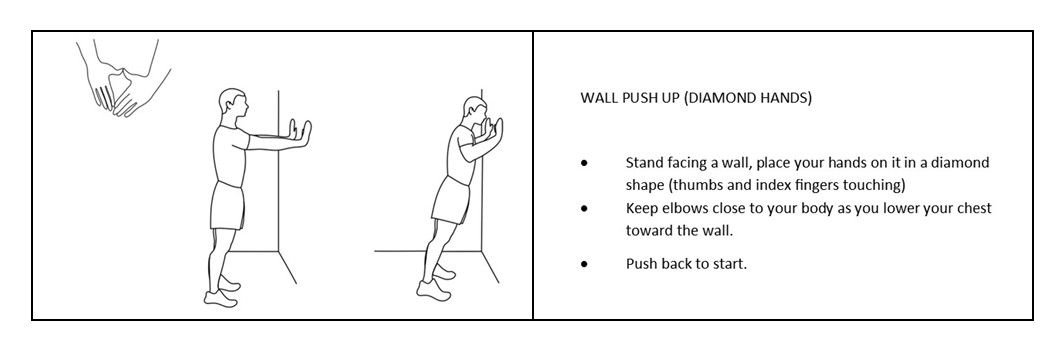 WALL PUSH UP (DIAMOND HANDS)
• Stand facing a wall, place your hands on it in a diamond
shape (thumbs and index fingers touching)
• Keep elbows close to your body as you lower your chest
toward the wall.
• Push back to start.